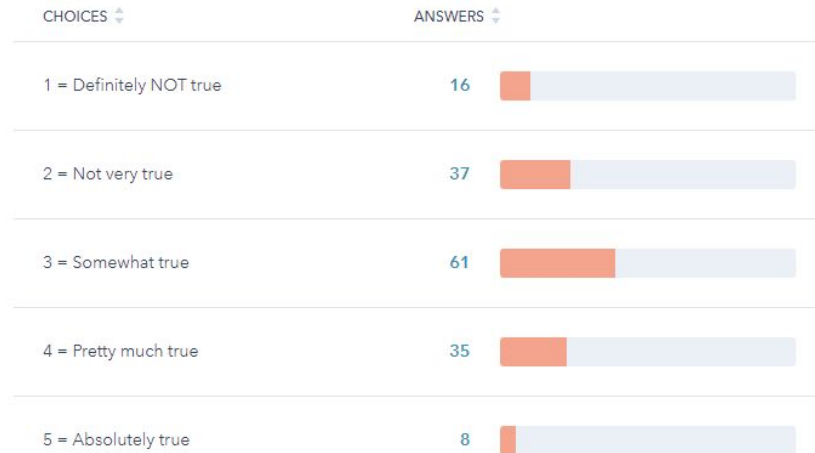 CHOICES ANSWERS
1 = Definitely NOT true 16
2 = Not very true 37
3 = Somewhat true 61
4 = Pretty much true 35
5 = Absolutely true 8